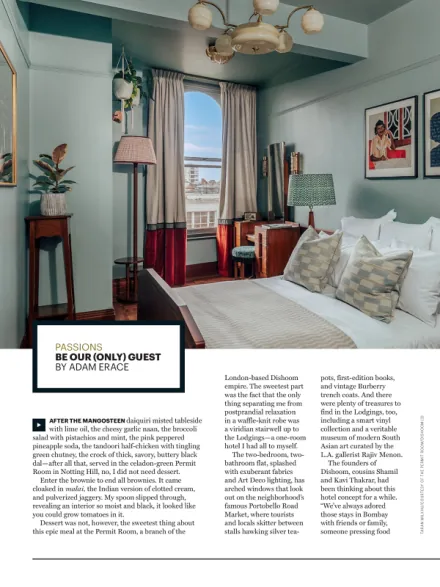 PASSIONS
BE OUR (ONLY) GUEST
BY ADAM ERACE
AFTER THE MANGOSTEEN daiquiri misted tableside
with lime oil, the cheesy garlic naan, the broccoli
salad with pistachios and mint, the pink peppered
pineapple soda, the tandoori half-chicken with tingling
green chutney, the crock of thick, savory, buttery black
dal—after all that, served in the celadon-green Permit
Room in Notting Hill, no, I did not need dessert.
Enter the brownie to end all brownies. It came
cloaked in malai, the Indian version of clotted cream,
and pulverized jaggery. My spoon slipped through,
revealing an interior so moist and black, it looked like
you could grow tomatoes in it.
Dessert was not, however, the sweetest thing about
this epic meal at the Permit Room, a branch of the
London-based Dishoom
empire. The sweetest part
was the fact that the only
thing separating me from
postprandial relaxation
in a waffle-knit robe was
a viridian stairwell up to
the Lodgings—a one-room
hotel I had all to myself.
The two-bedroom, two-
bathroom flat, splashed
with exuberant fabrics
and Art Deco lighting, has
arched windows that look
out on the neighborhood's
famous Portobello Road
Market, where tourists
and locals skitter between
stalls hawking silver tea-
pots, first-edition books,
and vintage Burberry
trench coats. And there
were plenty of treasures to
find in the Lodgings, too,
including a smart vinyl
collection and a veritable
museum of modern South
Asian art curated by the
L.A. gallerist Rajiv Menon.
The founders of
Dishoom, cousins Shamil
and Kavi Thakrar, had
been thinking about this
hotel concept for a while.
"We've always adored
those stays in Bombay
with friends or family,
someone pressing food